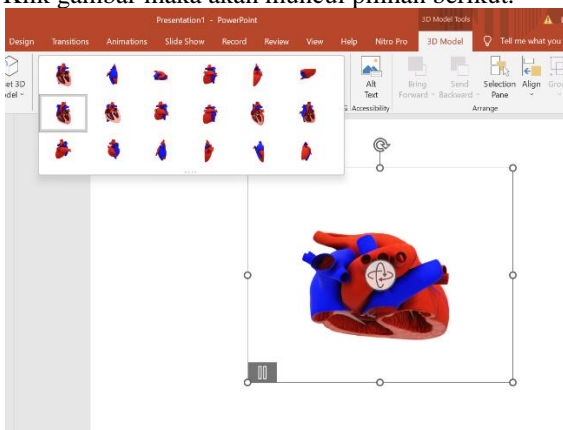 Klik gambar maka akan muncul pilihan berikut.
Presentation1 - PowerPoint
3D Model Tools
Design Transitions Animations Slide Show Record Review View Help Nitro Pro 3D Model Tell me what you
Alt Text
Bring Forward
Send Backward
Selection Pane
Align
Accessibility
Arrange